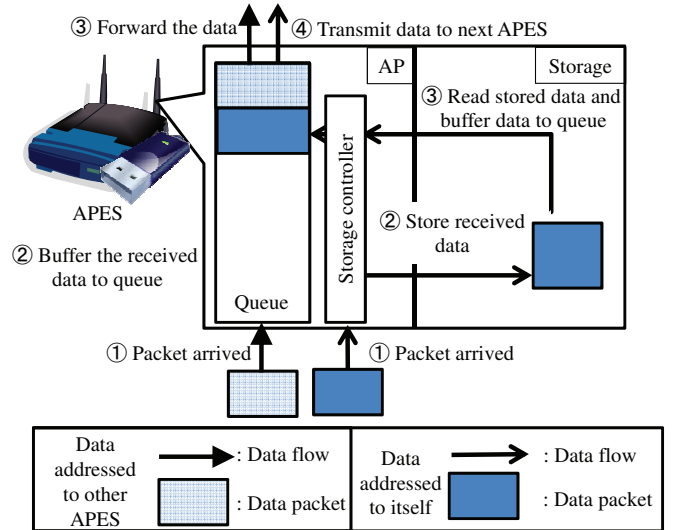 ③ Forward the data
④ Transmit data to next APES
AP
Storage
③ Read stored data and
buffer data to queue
APES
Storage controller
② Store received
data
② Buffer the received
data to queue
Queue
① Packet arrived
① Packet arrived
Data
addressed
to other
APES
: Data flow
: Data packet
Data
addressed
to itself
: Data flow
: Data packet